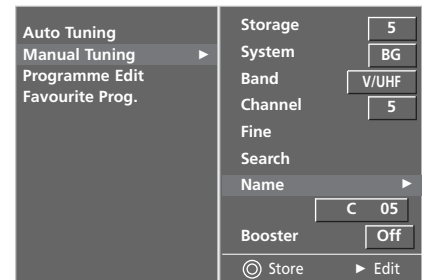 Auto Tuning
Manual Tuning ►
Programme Edit
Favourite Prog.
Storage 5
System BG
Band V/UHF
Channel 5
Fine
Search
Name ►
C 05
Booster Off
Store ► Edit